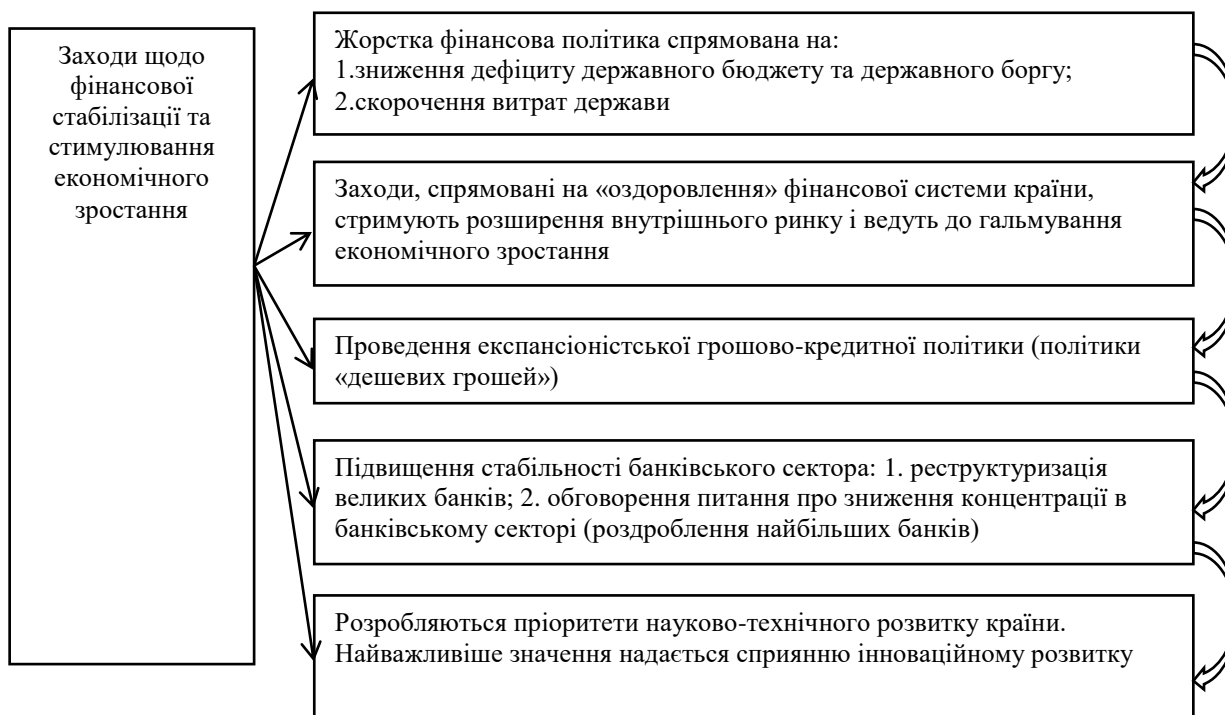 Заходи щодо
фінансової
стабілізації та
стимулювання
економічного
зростання
Жорстка фінансова політика спрямована на:
1.зниження дефіциту державного бюджету та державного боргу;
2.скорочення витрат держави
Заходи, спрямовані на «оздоровлення» фінансової системи країни,
стримують розширення внутрішнього ринку і ведуть до гальмування
економічного зростання
Проведення експансіоністської грошово-кредитної політики (політики
«дешевих грошей»)
Підвищення стабільності банківського сектора: 1. реструктуризація
великих банків; 2. обговорення питання про зниження концентрації в
банківському секторі (роздроблення найбільших банків)
Розробляються пріоритети науково-технічного розвитку країни.
Найважливіше значення надається сприянню інноваційному розвитку